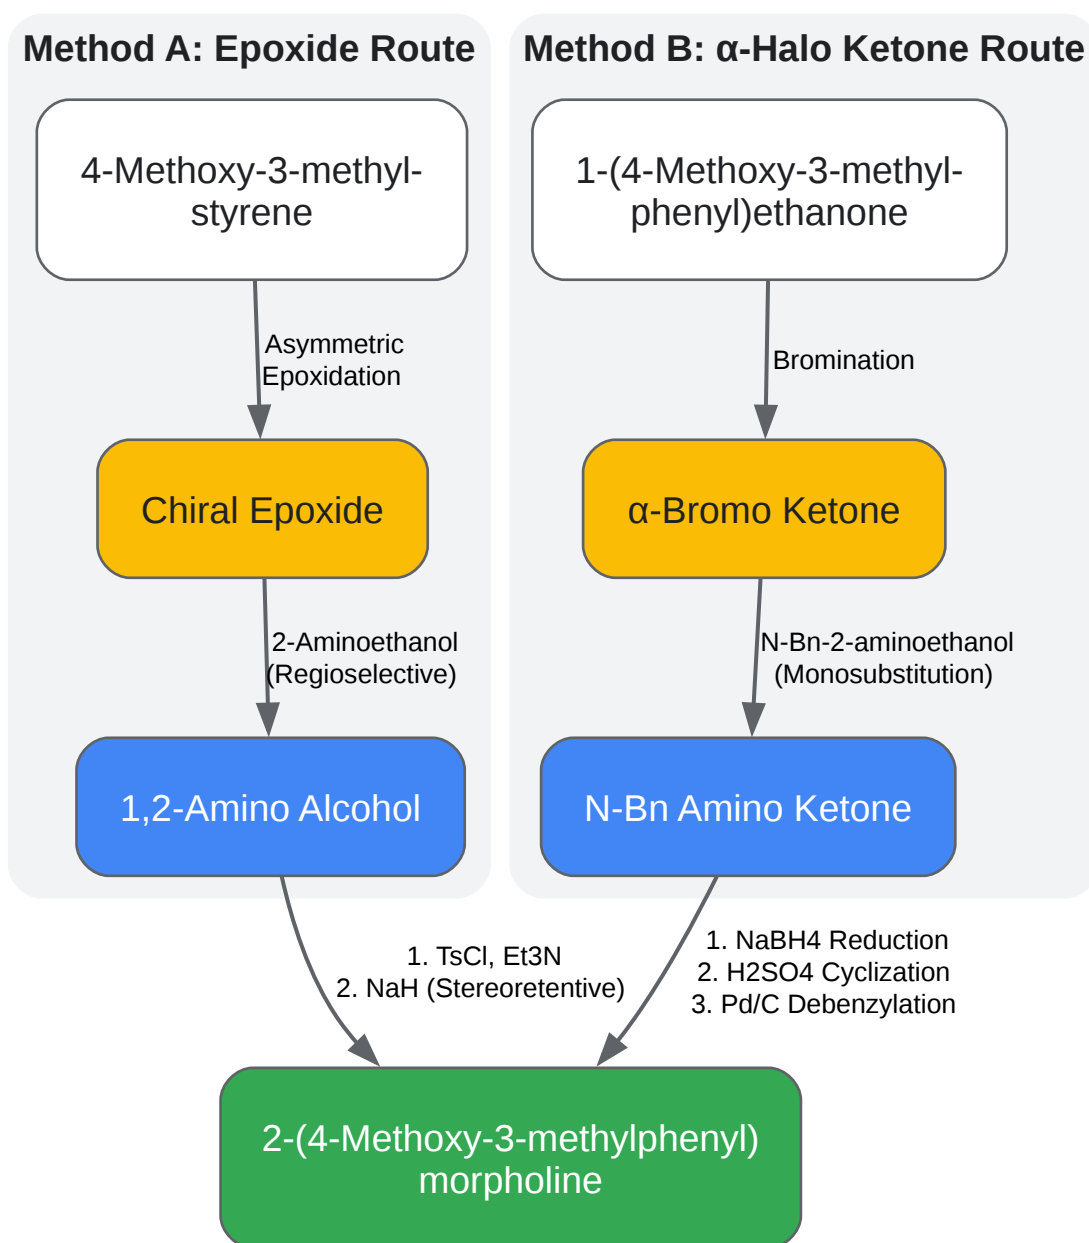 Method A: Epoxide Route
4-Methoxy-3-methyl-
styrene
Asymmetric
Epoxidation
Chiral Epoxide
2-Aminoethanol
(Regioselective)
1,2-Amino Alcohol
1. TsCl, Et3N
2. NaH (Stereoretentive)
Method B: α-Halo Ketone Route
1-(4-Methoxy-3-methyl-
phenyl)ethanone
Bromination
α-Bromo Ketone
N-Bn-2-aminoethanol
(Monosubstitution)
N-Bn Amino Ketone
1. NaBH4 Reduction
2. H2SO4 Cyclization
3. Pd/C Debenzylation
2-(4-Methoxy-3-methylphenyl)
morpholine